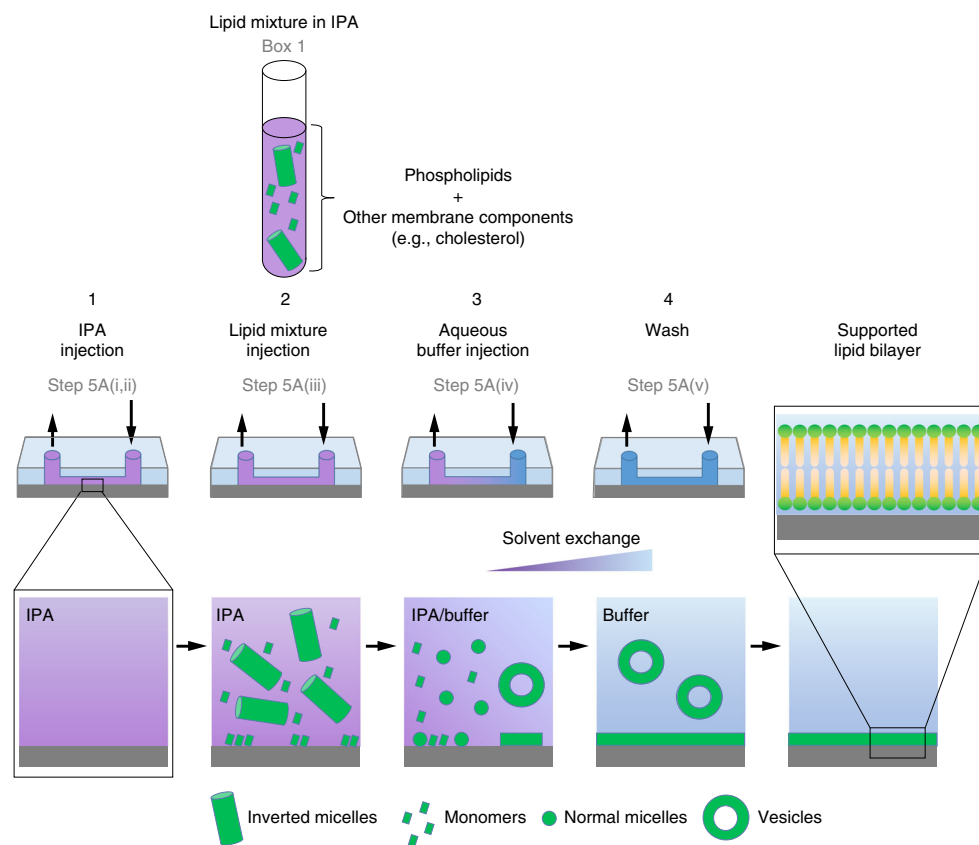 Lipid mixture in IPA
Box 1
Phospholipids
+
Other membrane components
(e.g., cholesterol)
1
IPA
injection
Step 5A(i,ii)
2
Lipid mixture
injection
Step 5A(iii)
3
Aqueous
buffer injection
Step 5A(iv)
4
Wash
Step 5A(v)
Supported
lipid bilayer
Solvent exchange
IPA
IPA
IPA/buffer
Buffer
Inverted micelles
Monomers
Normal micelles
Vesicles